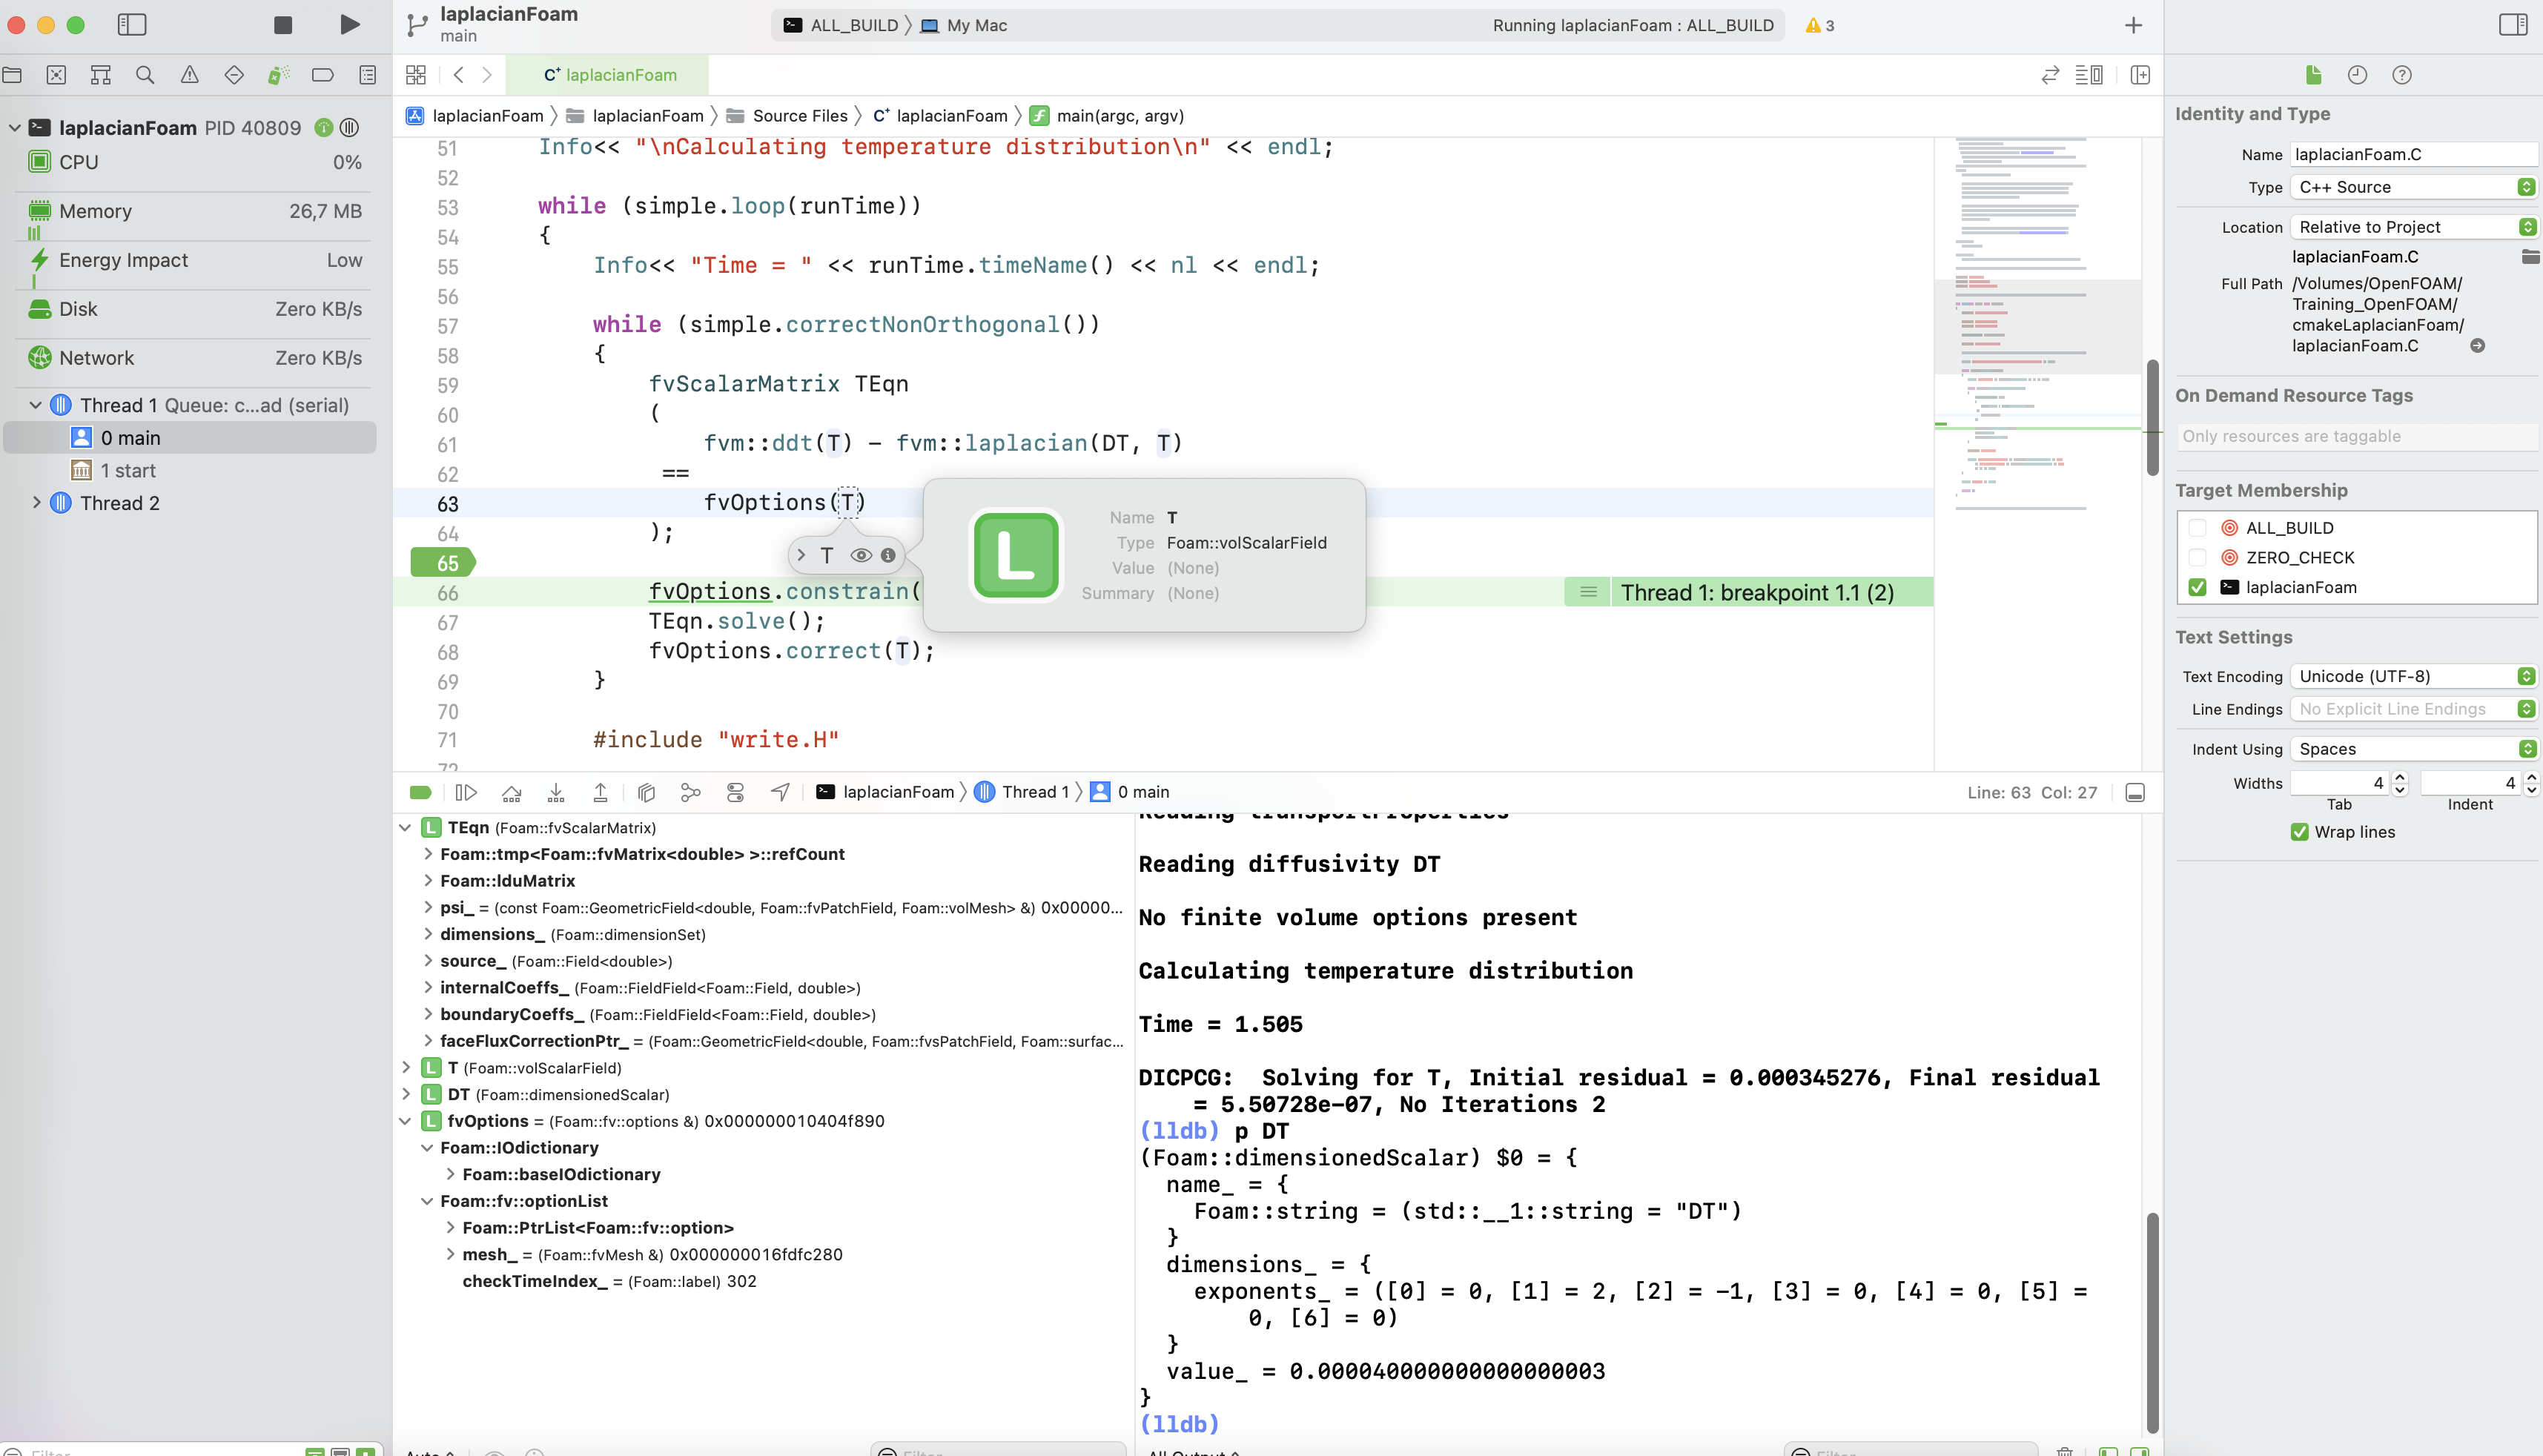 laplacianFoam
main
ALL_BUILD
My Mac
Running laplacianFoam : ALL_BUILD
3
laplacianFoam
laplacianFoam
laplacianFoam
Source Files
laplacianFoam
main(argc, argv)
laplacianFoam PID 40809
CPU 0%
Memory 26,7 MB
Energy Impact Low
Disk Zero KB/s
Network Zero KB/s
Thread 1 Queue: c...ad (serial)
0 main
1 start
Thread 2
51 Info<< "\nCalculating temperature distribution\n" << endl;
52
53 while (simple.loop(runTime))
54 {
55 Info<< "Time = " << runTime.timeName() << nl << endl;
56
57 while (simple.correctNonOrthogonal())
58 {
59 fvScalarMatrix TEqn
60 (
61 fvm::ddt(T) - fvm::laplacian(DT, T)
62 ==
63 fvOptions(T)
64 );
65
66 fvOptions.constrain(
67 TEqn.solve();
68 fvOptions.correct(T);
69 }
70
71 #include "write.H"
72
Thread 1: breakpoint 1.1 (2)
T
Name T
Type Foam::volScalarField
Value (None)
Summary (None)
laplacianFoam
Thread 1
0 main
Line: 63 Col: 27
TEqn (Foam::fvScalarMatrix)
Foam::tmp<Foam::fvMatrix<double> >::refCount
Foam::lduMatrix
psi_ = (const Foam::GeometricField<double, Foam::fvPatchField, Foam::volMesh> &) 0x00000...
dimensions_ (Foam::dimensionSet)
source_ (Foam::Field<double>)
internalCoeffs_ (Foam::FieldField<Foam::Field, double>)
boundaryCoeffs_ (Foam::FieldField<Foam::Field, double>)
faceFluxCorrectionPtr_ = (Foam::GeometricField<double, Foam::fvsPatchField, Foam::surfac...
T (Foam::volScalarField)
DT (Foam::dimensionedScalar)
fvOptions = (Foam::fv::options &) 0x000000010404f890
Foam::IOdictionary
Foam::baseIOdictionary
Foam::fv::optionList
Foam::PtrList<Foam::fv::option>
mesh_ = (Foam::fvMesh &) 0x000000016fdfc280
checkTimeIndex_ = (Foam::label) 302
Reading transportProperties
Reading diffusivity DT
No finite volume options present
Calculating temperature distribution
Time = 1.505
DICPCG:  Solving for T, Initial residual = 0.000345276, Final residual
= 5.50728e-07, No Iterations 2
(lldb) p DT
(Foam::dimensionedScalar) $0 = {
name_ = {
Foam::string = (std::__1::string = "DT")
}
dimensions_ = {
exponents_ = ([0] = 0, [1] = 2, [2] = -1, [3] = 0, [4] = 0, [5] =
0, [6] = 0)
}
value_ = 0.000040000000000000003
}
(lldb)
Identity and Type
Name laplacianFoam.C
Type C++ Source
Location Relative to Project
laplacianFoam.C
Full Path /Volumes/OpenFOAM/
Training_OpenFOAM/
cmakeLaplacianFoam/
laplacianFoam.C
On Demand Resource Tags
Only resources are taggable
Target Membership
ALL_BUILD
ZERO_CHECK
laplacianFoam
Text Settings
Text Encoding Unicode (UTF-8)
Line Endings No Explicit Line Endings
Indent Using Spaces
Widths 4 4
Tab Indent
Wrap lines